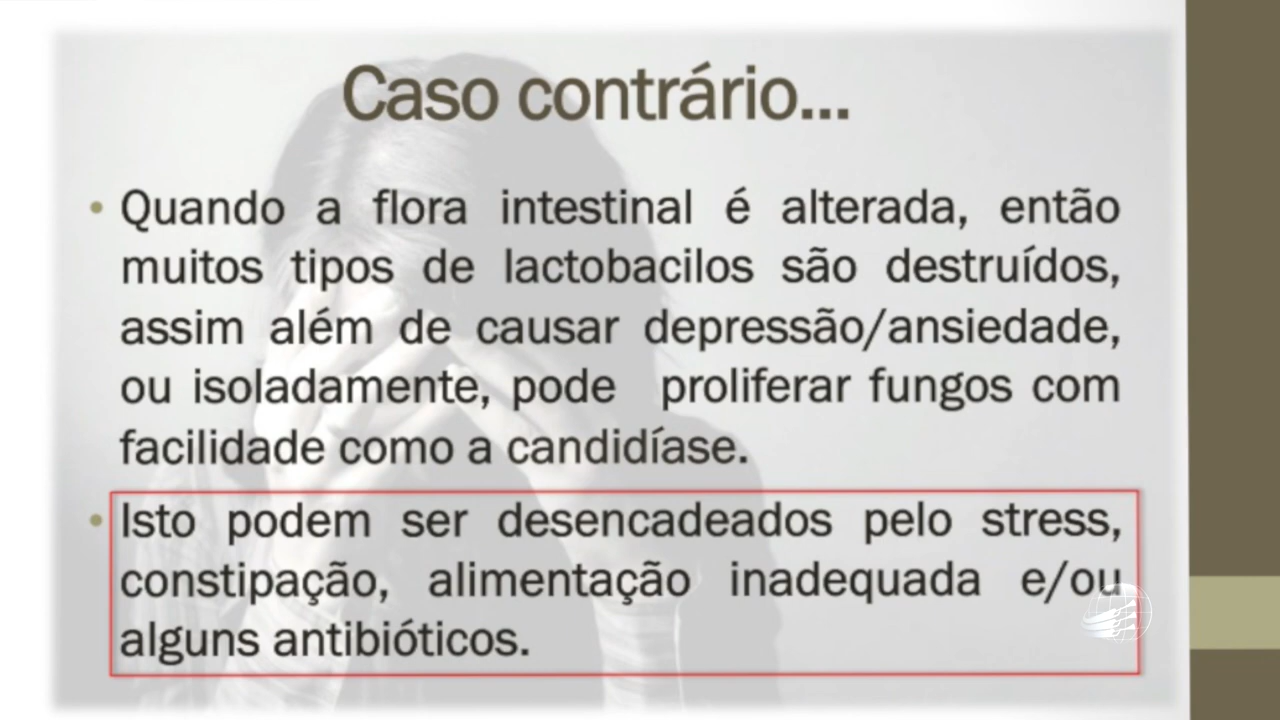 Caso contrário...
• Quando a flora intestinal é alterada, então
muitos tipos de lactobacilos são destruídos,
assim além de causar depressão/ansiedade,
ou isoladamente, pode proliferar fungos com
facilidade como a candidíase.
• Isto podem ser desencadeados pelo stress,
constipação, alimentação inadequada e/ou
alguns antibióticos.